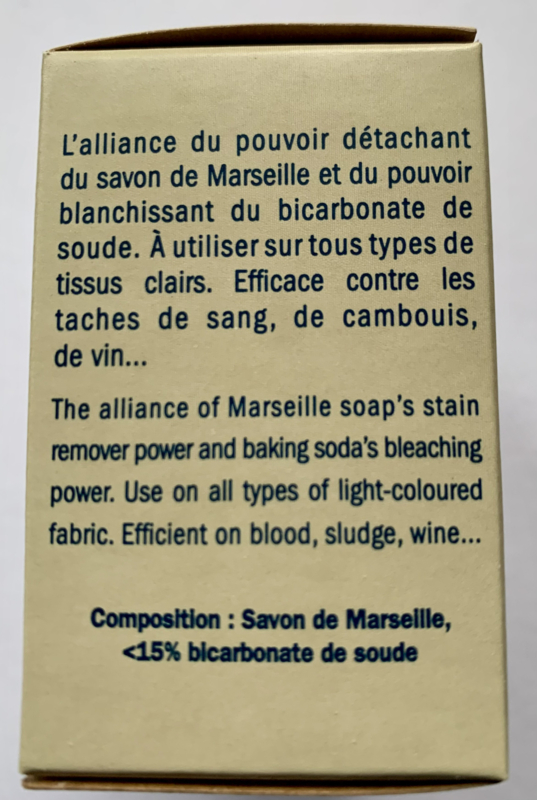 L'alliance du pouvoir détachant
du savon de Marseille et du pouvoir
blanchissant du bicarbonate de
soude. À utiliser sur tous types de
tissus clairs. Efficace contre les
taches de sang, de cambouis,
de vin...
The alliance of Marseille soap's stain
remover power and baking soda's bleaching
power. Use on all types of light-coloured
fabric. Efficient on blood, sludge, wine...
Composition : Savon de Marseille,
<15% bicarbonate de soude